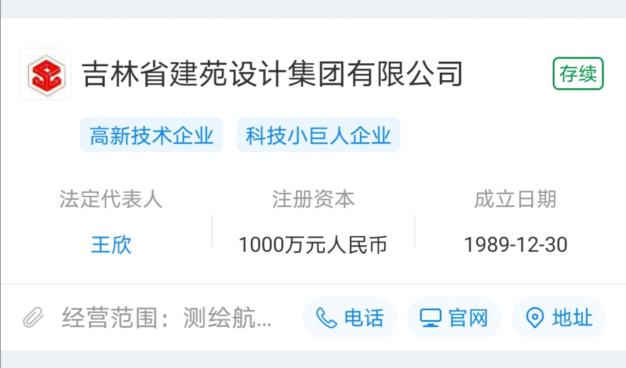 吉林省建苑设计集团有限公司 存续
高新技术企业 科技小巨人企业
法定代表人 注册资本 成立日期
王欣 1000万元人民币 1989-12-30
经营范围：测绘航... 电话 官网 地址